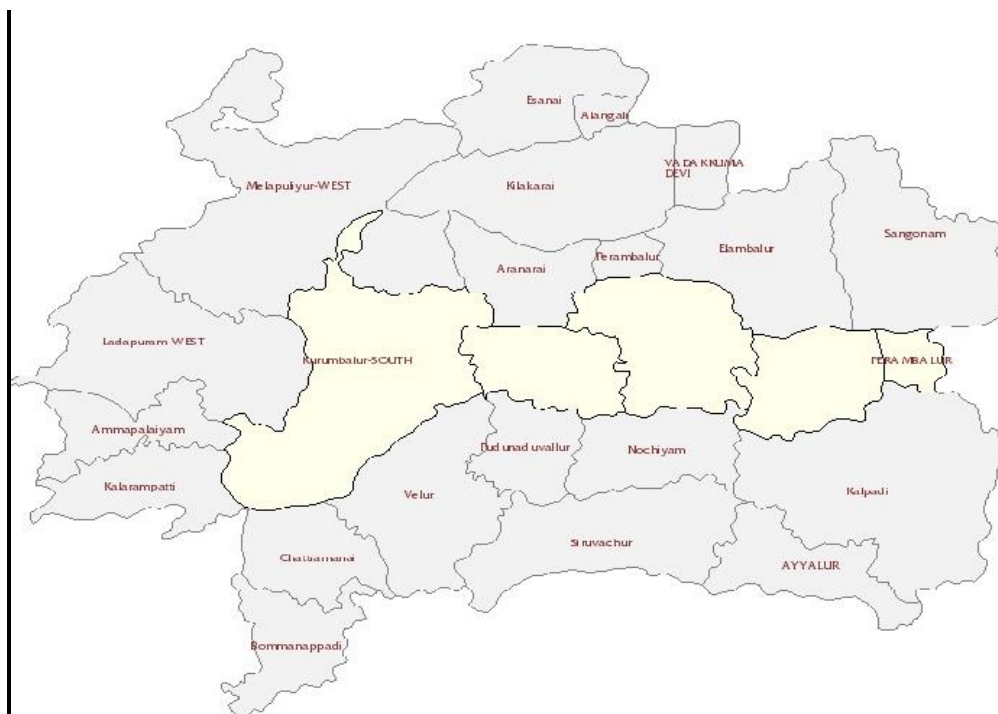 Esanai
Alangali
VADAKKUMA
DEVI
Melapuliyur-WEST
Kilakarai
Sangonam
Elambalur
Perambalur
Aranarai
Ladapuram WEST
Kurumbalur-SOUTH
PERAMBALUR
Ammapalaiyam
Pudunaduvallur
Nochiyam
Kalarampatti
Velur
Kalpadi
Siruvachur
Chattramanai
AYYALUR
Bommanappadi